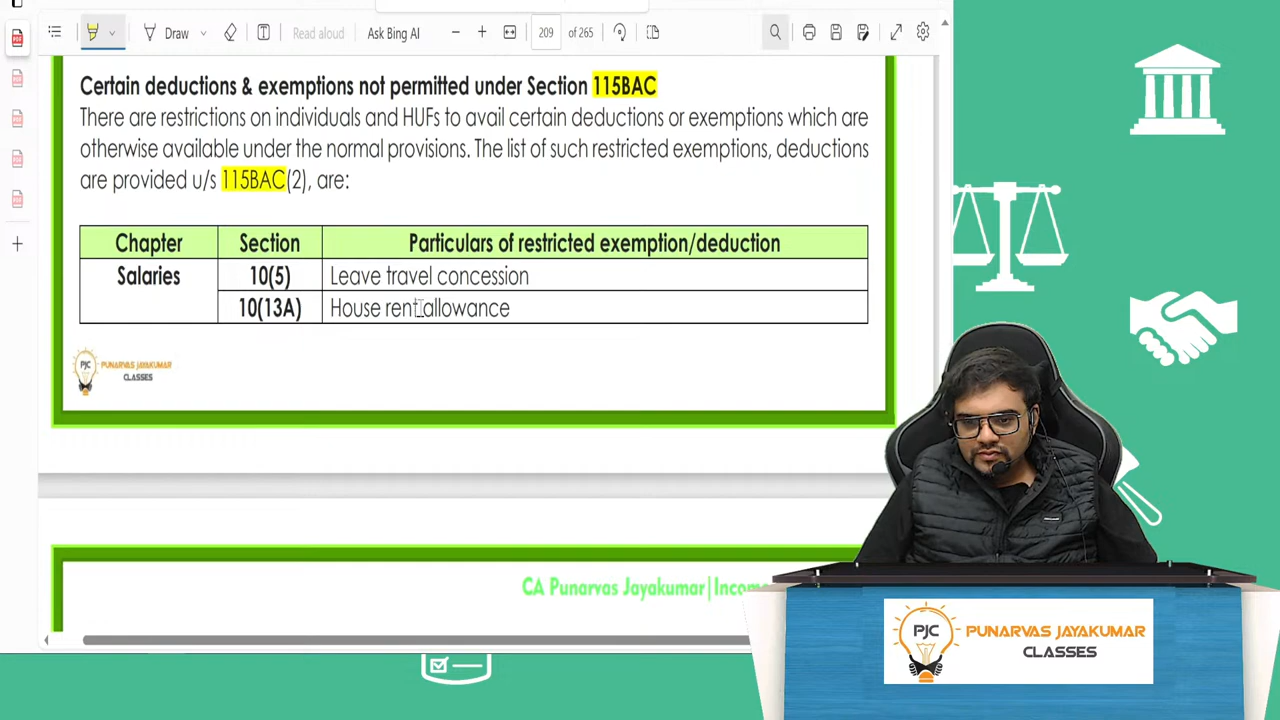 Draw
Read aloud
Ask Bing AI
209 of 265
Certain deductions & exemptions not permitted under Section 115BAC
There are restrictions on individuals and HUFs to avail certain deductions or exemptions which are
otherwise available under the normal provisions. The list of such restricted exemptions, deductions
are provided u/s 115BAC(2), are:
Chapter Section Particulars of restricted exemption/deduction
Salaries 10(5) Leave travel concession
10(13A) House rent allowance
PJC PUNARVAS JAYAKUMAR
CLASSES
CA Punarvas Jayakumar|Income
PJC PUNARVAS JAYAKUMAR
CLASSES